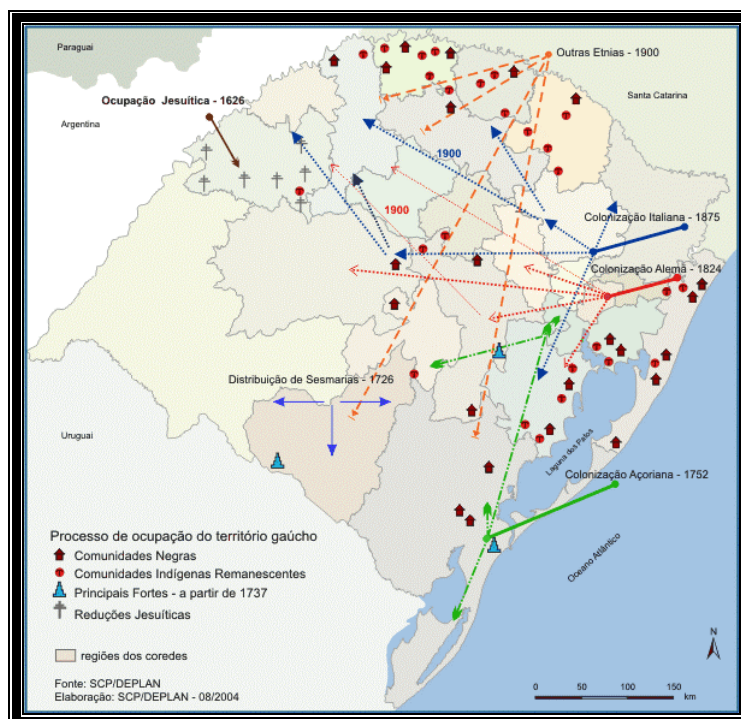 Paraguai
Outras Etnias - 1900
Santa Catarina
Ocupação Jesuítica - 1626
Argentina
1900
1900
Colonização Italiana - 1875
Colonização Alemã - 1824
Distribuição de Sesmarias - 1726
Uruguai
Laguna dos Patos
Colonização Açoriana - 1752
Oceano Atlântico
Processo de ocupação do território gaúcho
Comunidades Negras
Comunidades Indígenas Remanescentes
Principais Fortes - a partir de 1737
Reduções Jesuíticas
regiões dos coredes
Fonte: SCP/DEPLAN
Elaboração: SCP/DEPLAN - 08/2004
N
0 50 100 150
km